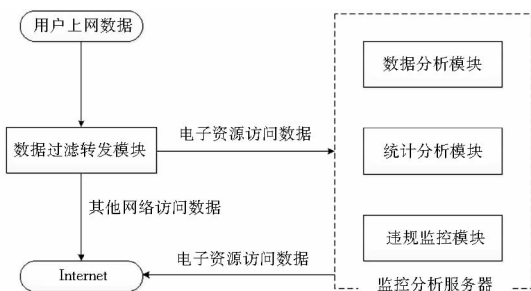 用户上网数据
数据分析模块
电子资源访问数据
数据过滤转发模块
统计分析模块
其他网络访问数据
违规监控模块
电子资源访问数据
Internet
监控分析服务器